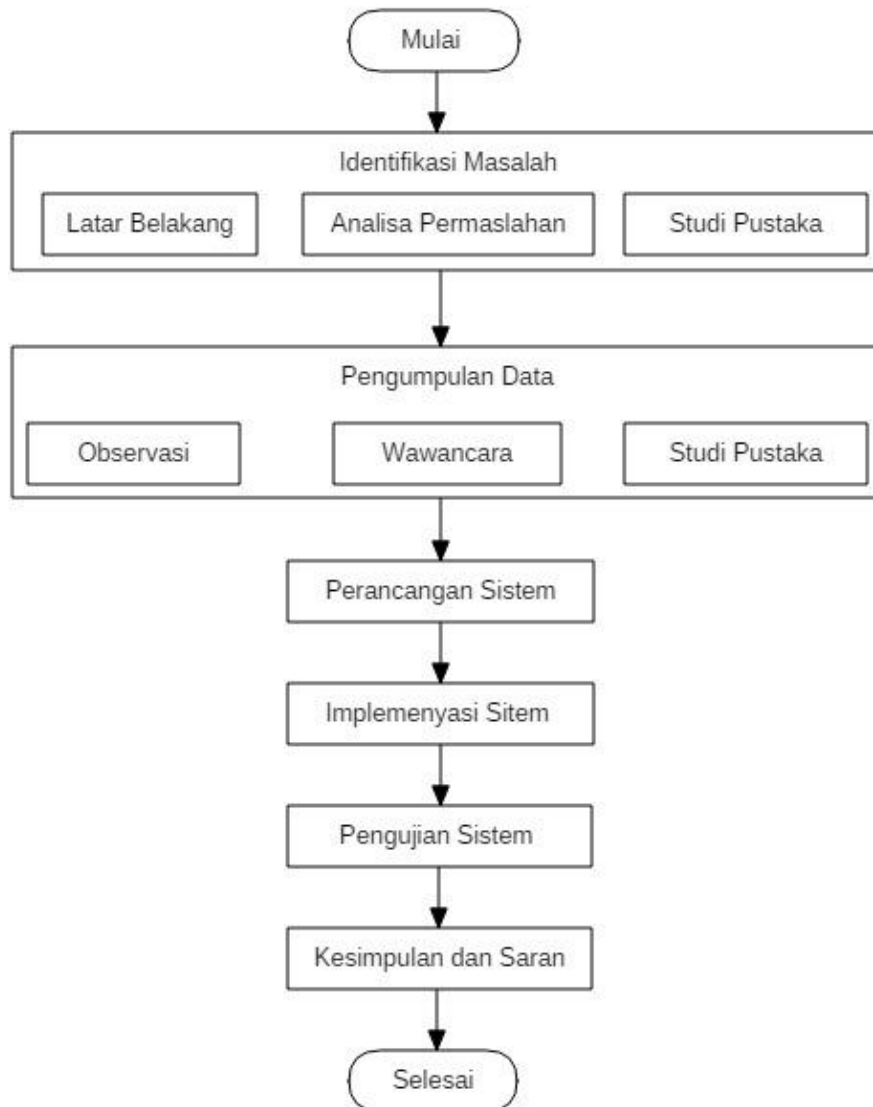 Mulai
Identifikasi Masalah
Latar Belakang
Analisa Permaslahan
Studi Pustaka
Pengumpulan Data
Observasi
Wawancara
Studi Pustaka
Perancangan Sistem
Implemenyasi Sitem
Pengujian Sistem
Kesimpulan dan Saran
Selesai